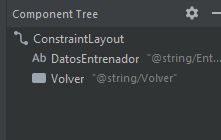 Component Tree
ConstraintLayout
Ab DatosEntrenador "@string/Ent...
Volver "@string/Volver"